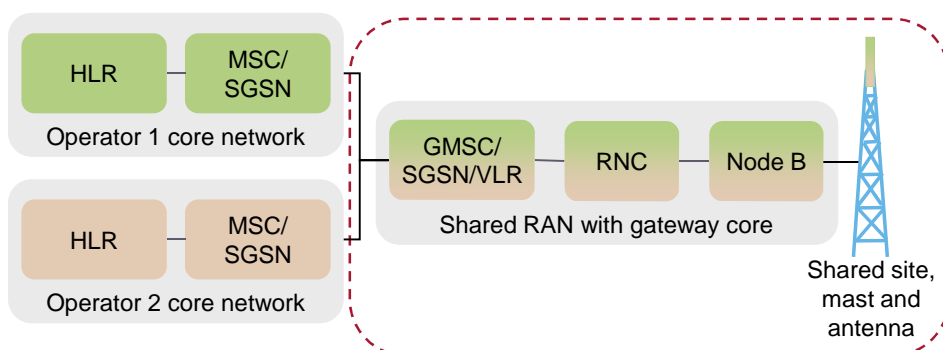 HLR
MSC/
SGSN
Operator 1 core network
GMSC/
SGSN/VLR
RNC
Node B
Shared RAN with gateway core
HLR
MSC/
SGSN
Operator 2 core network
Shared site,
mast and
antenna